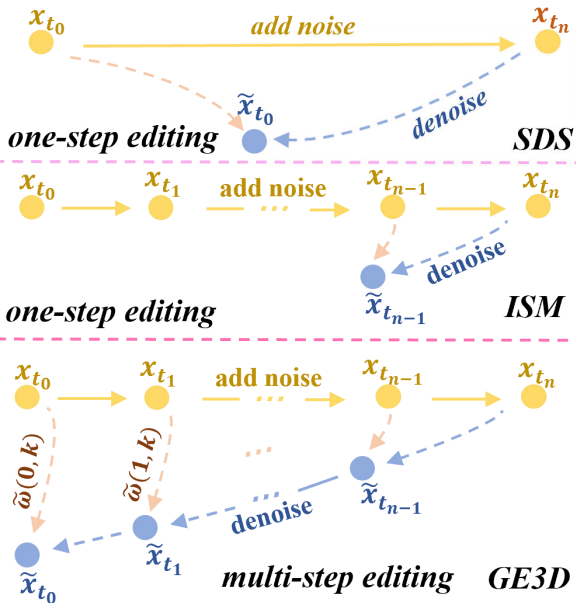 x_{t_0} add noise x_{t_n}
x̃_{t_0} denoise
one-step editing SDS
x_{t_0} x_{t_1} add noise x_{t_{n-1}} x_{t_n}
...
denoise
x̃_{t_{n-1}}
one-step editing ISM
x_{t_0} x_{t_1} add noise x_{t_{n-1}} x_{t_n}
...
ω̃(0, k) ω̃(1, k) ...
...
denoise x̃_{t_{n-1}}
x̃_{t_1}
x̃_{t_0} multi-step editing GE3D